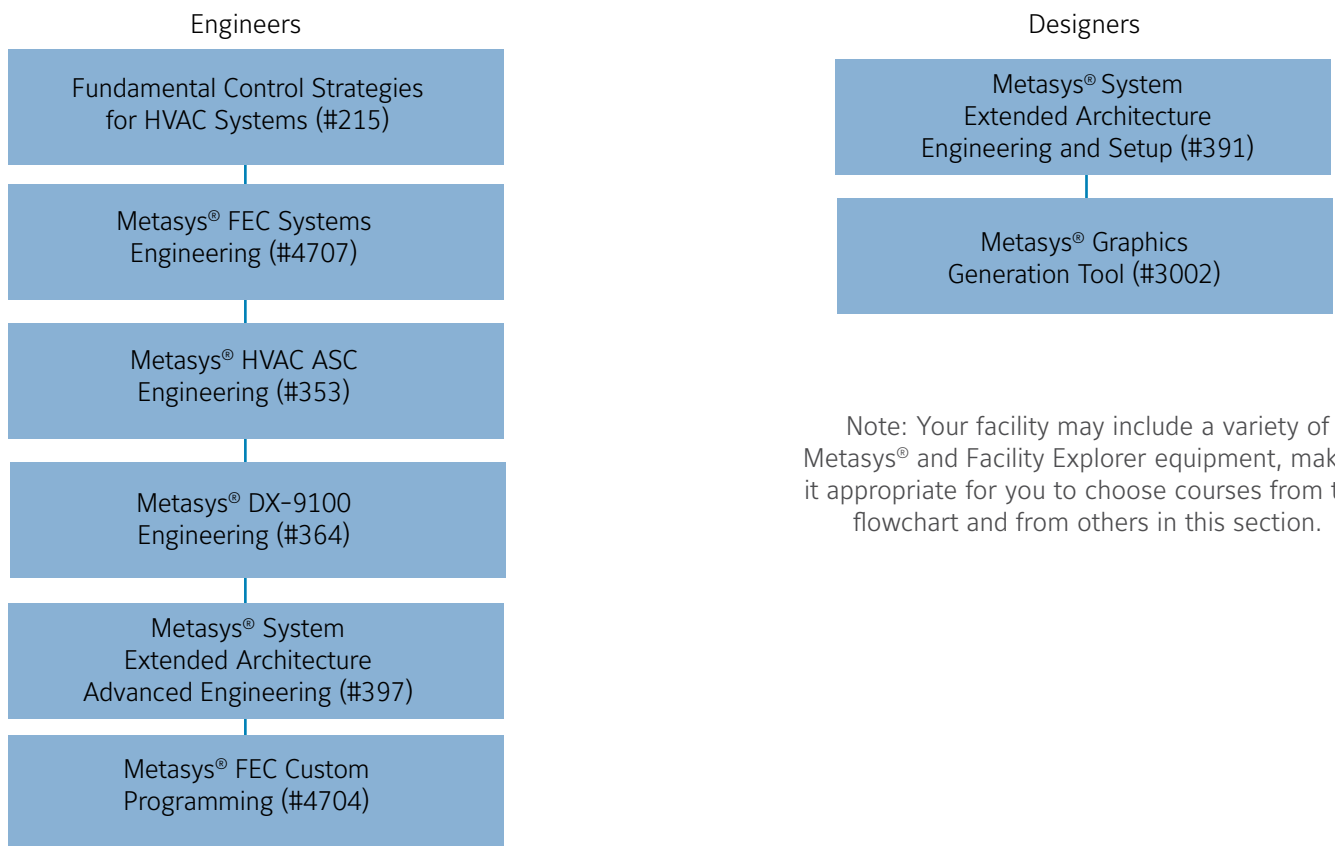 Engineers
Fundamental Control Strategies
for HVAC Systems (#215)
Metasys® FEC Systems
Engineering (#4707)
Metasys® HVAC ASC
Engineering (#353)
Metasys® DX-9100
Engineering (#364)
Metasys® System
Extended Architecture
Advanced Engineering (#397)
Metasys® FEC Custom
Programming (#4704)
Designers
Metasys® System
Extended Architecture
Engineering and Setup (#391)
Metasys® Graphics
Generation Tool (#3002)
Note: Your facility may include a variety of
Metasys® and Facility Explorer equipment,
it appropriate for you to choose courses from
flowchart and from others in this section.